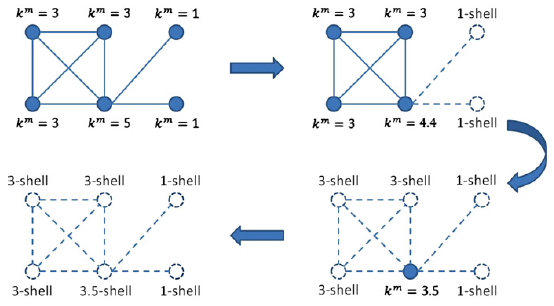 k^m = 3 k^m = 3 k^m = 1
k^m = 3 k^m = 5 k^m = 1
k^m = 3 k^m = 3 1-shell
k^m = 3 k^m = 4.4 1-shell
3-shell 3-shell 1-shell
3-shell 3.5-shell 1-shell
3-shell 3-shell 1-shell
3-shell k^m = 3.5 1-shell